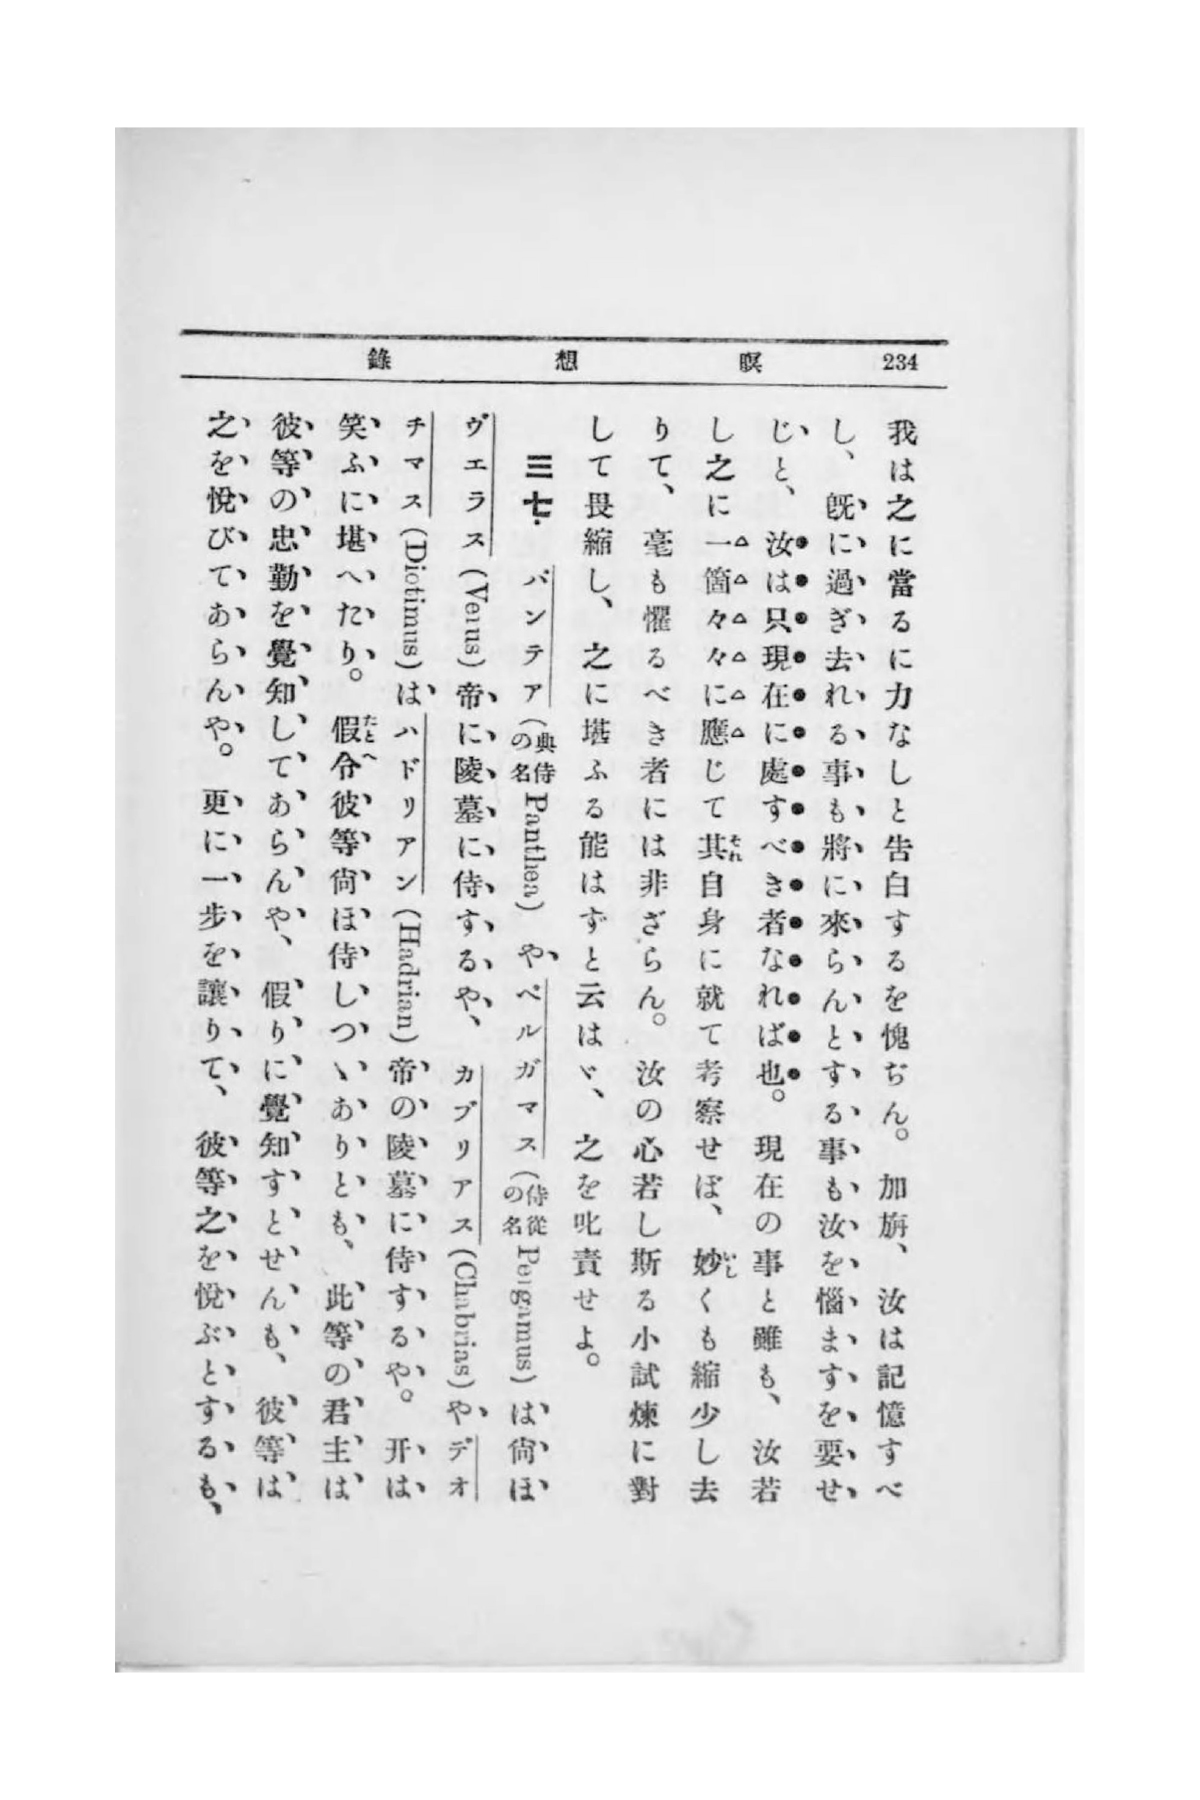 234 瞑想錄
我は之に當るに力なしと告白するを愧ぢん。加旃、汝は記憶すべ
し、旣に過ぎ去れる事も將に來らんとする事も汝を惱ますを要せ
じと、汝は只現在に處すべき者なれば也。現在の事と雖も、汝若
し之に一箇々々に應じて其自身に就て考察せば、妙くも縮少し去
りて、毫も懼るべき者には非ざらん。汝の心若し斯る小試煉に對
して畏縮し、之に堪ふる能はずと云はゞ、之を叱責せよ。
三七. パンテア(典侍の名Panthea)やペルガマス(侍從の名Pergamus)は尙ほ
ヴエラス(Verus)帝に陵墓に侍するや、カブリアス(Chabrias)やデオ
チマス(Diotimus)はハドリアン(Hadrian)帝の陵墓に侍するや。开は
笑ふに堪へたり。假令彼等尙ほ侍しつゝありとも、此等の君主は
彼等の忠勤を覺知してあらんや、假りに覺知すとせんも、彼等は
之を悅びてあらんや。更に一步を讓りて、彼等之を悅ぶとするも、